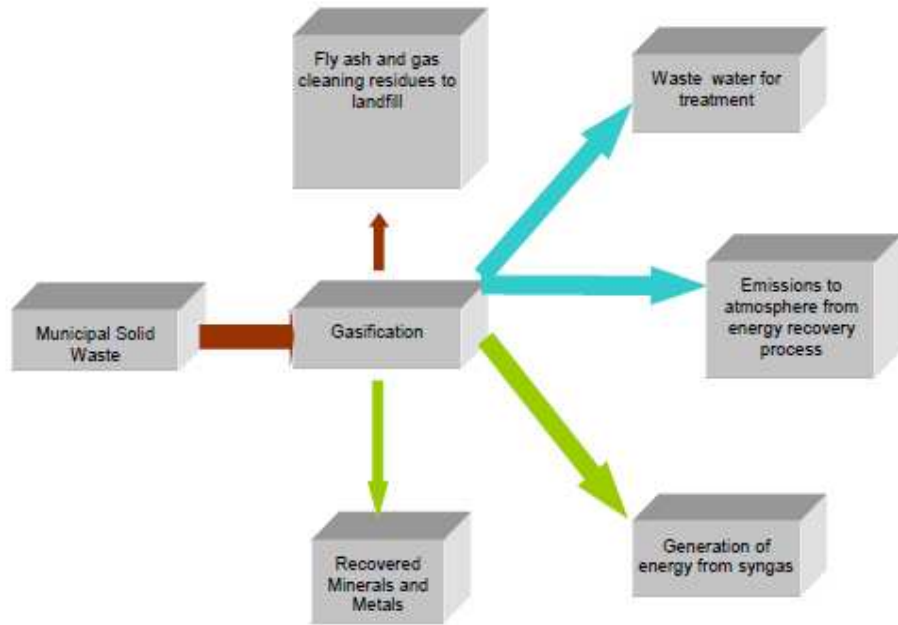 Fly ash and gas
cleaning residues to
landfill
Waste water for
treatment
Municipal Solid
Waste
Gasification
Emissions to
atmosphere from
energy recovery
process
Recovered
Minerals and
Metals
Generation of
energy from syngas